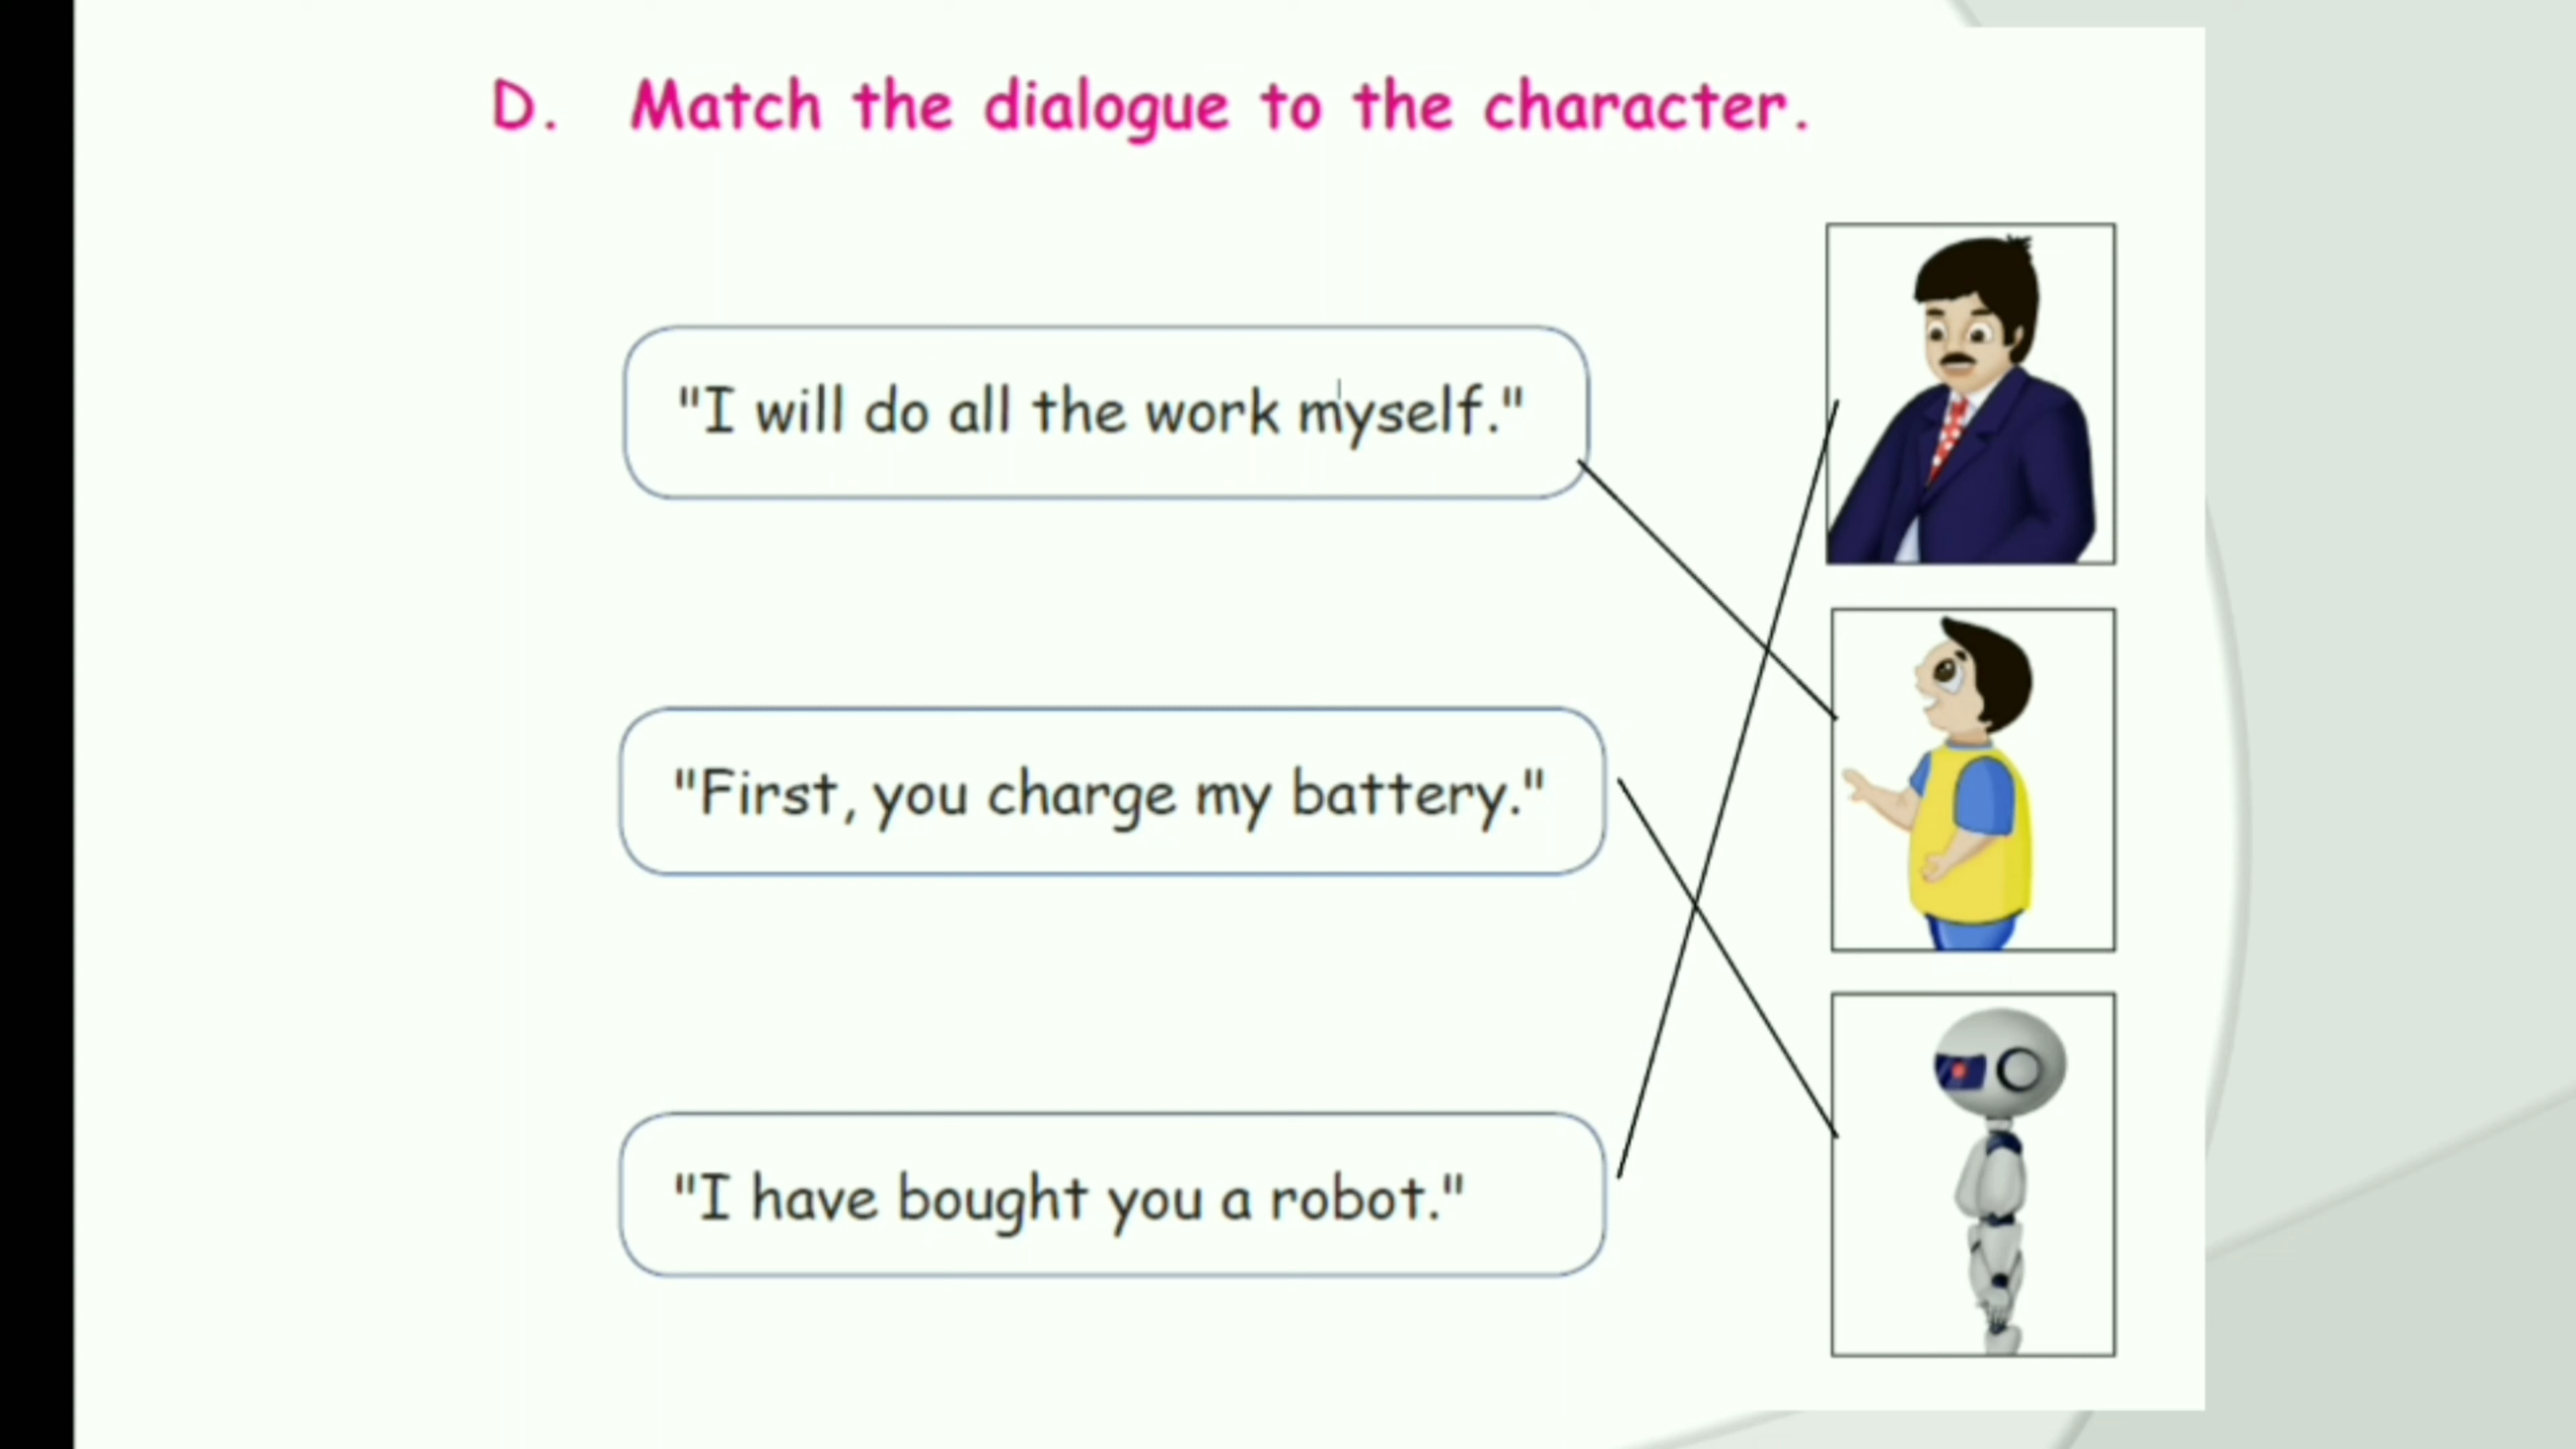 D. Match the dialogue to the character.
"I will do all the work myself."
"First, you charge my battery."
"I have bought you a robot."